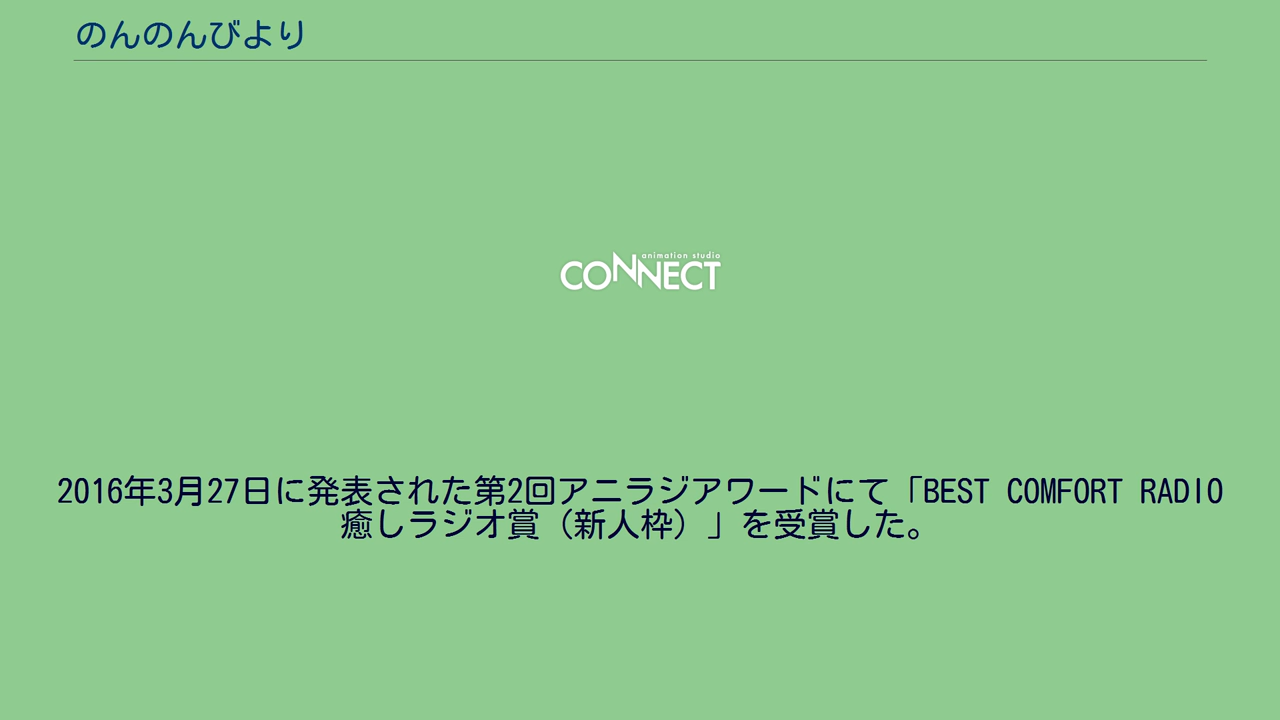 のんのんびより
animation studio
CONNECT
2016年3月27日に発表された第2回アニラジアワードにて「BEST COMFORT RADIO
癒しラジオ賞（新人枠）」を受賞した。